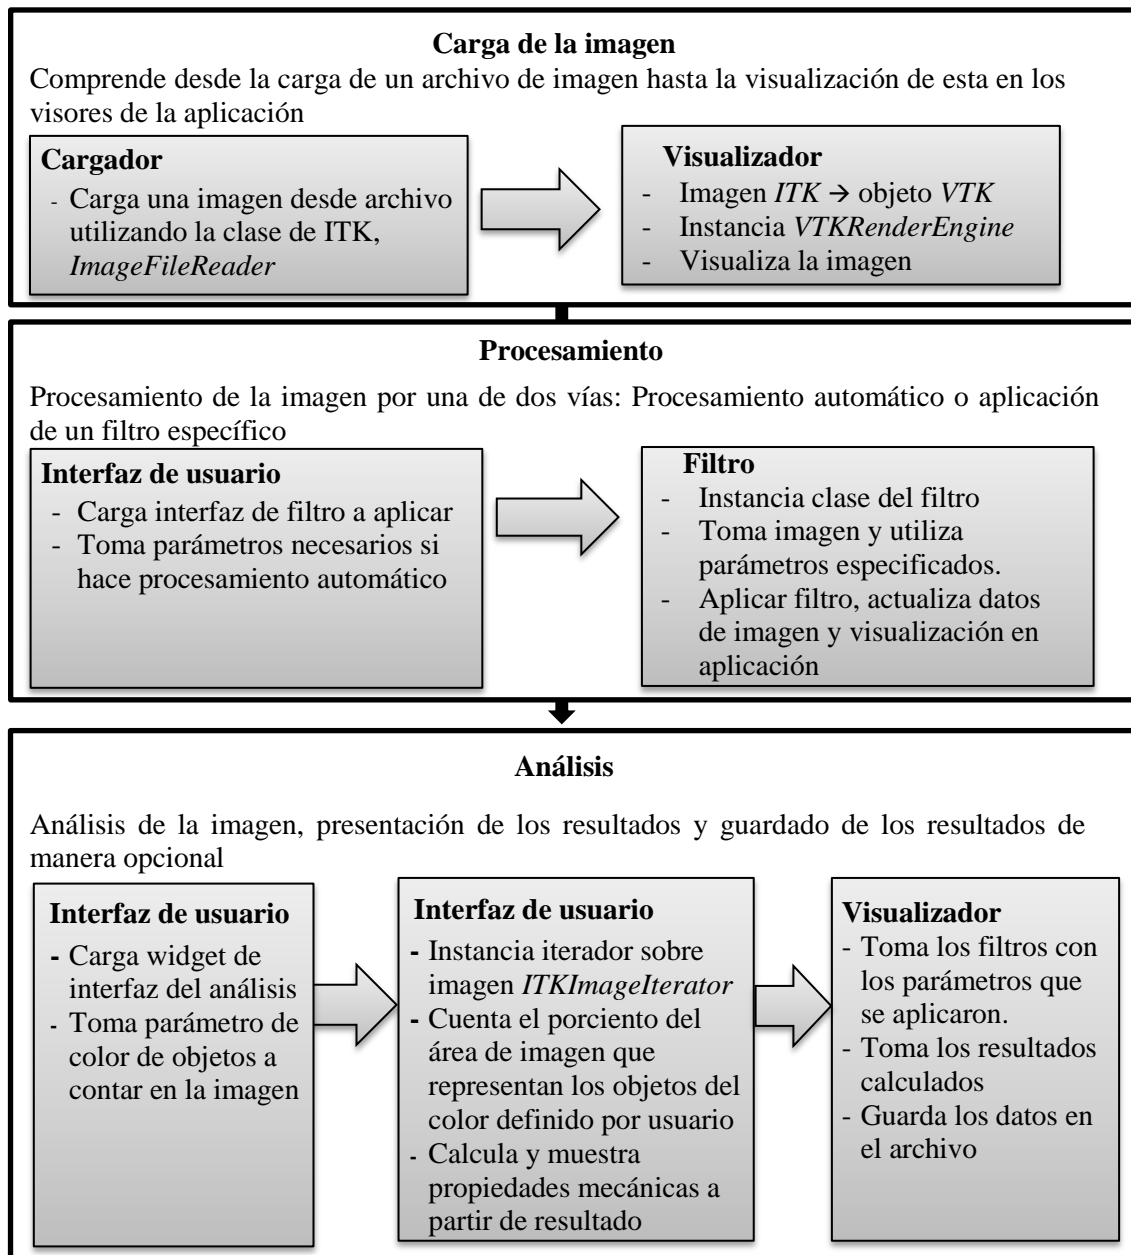 Carga de la imagen
Comprende desde la carga de un archivo de imagen hasta la visualización de esta en los
visores de la aplicación
Cargador
- Carga una imagen desde archivo
utilizando la clase de ITK,
ImageFileReader
Visualizador
- Imagen ITK → objeto VTK
- Instancia VTKRenderEngine
- Visualiza la imagen
Procesamiento
Procesamiento de la imagen por una de dos vías: Procesamiento automático o aplicación
de un filtro específico
Interfaz de usuario
- Carga interfaz de filtro a aplicar
- Toma parámetros necesarios si
hace procesamiento automático
Filtro
- Instancia clase del filtro
- Toma imagen y utiliza
parámetros especificados.
- Aplicar filtro, actualiza datos
de imagen y visualización en
aplicación
Análisis
Análisis de la imagen, presentación de los resultados y guardado de los resultados de
manera opcional
Interfaz de usuario
- Carga widget de
interfaz del análisis
- Toma parámetro de
color de objetos a
contar en la imagen
Interfaz de usuario
- Instancia iterador sobre
imagen ITKImageIterator
- Cuenta el porciento del
área de imagen que
representan los objetos del
color definido por usuario
- Calcula y muestra
propiedades mecánicas a
partir de resultado
Visualizador
- Toma los filtros con
los parámetros que
se aplicaron.
- Toma los resultados
calculados
- Guarda los datos en
el archivo